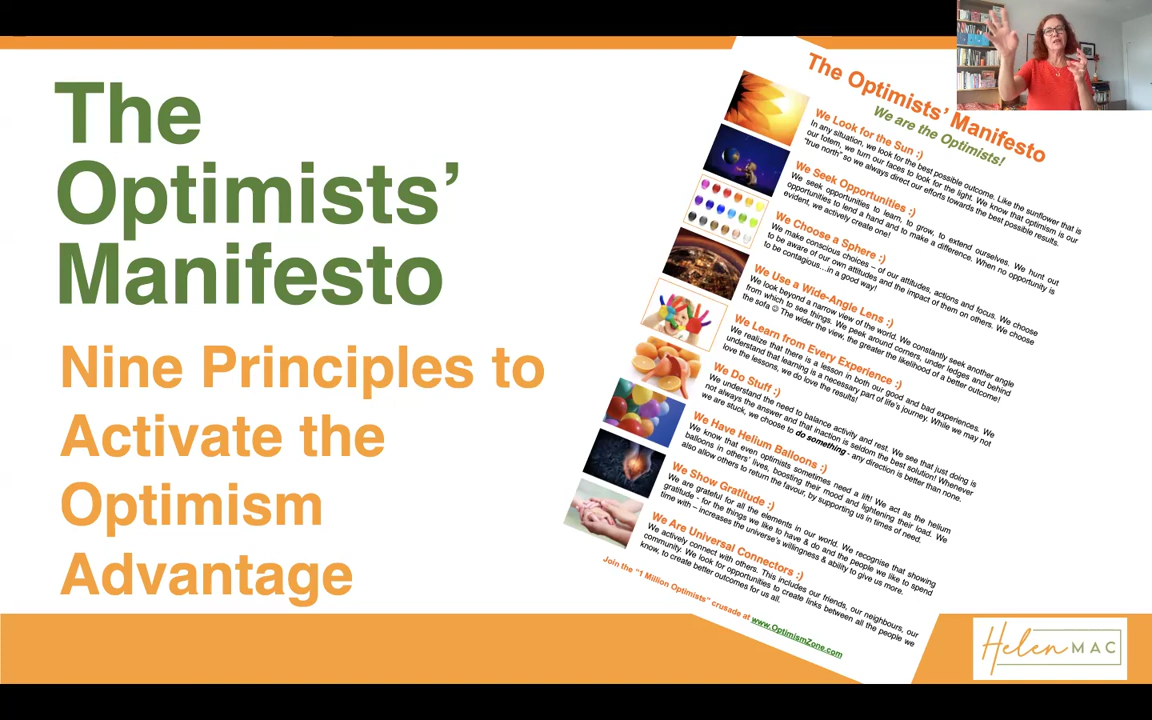 The
Optimists’
Manifesto
Nine Principles to
Activate the
Optimism
Advantage
The Optimists’ Manifesto
We are the Optimists!
We Look for the Sun :)
In any situation, we look for the best possible outcome. Like the sunflower that is
our totem, we turn our faces to look for the light. We know that optimism is our
“true north” so we always direct our efforts towards the best possible results.
We Seek Opportunities :)
We seek opportunities to learn, to grow, to extend ourselves. We hunt out
opportunities to lend a hand and to make a difference. When no opportunity is
evident, we actively create one!
We Choose a Sphere :)
We make conscious choices – of our attitudes, actions and focus. We choose
to be aware of our own attitudes and the impact of them on others. We choose
to be contagious…in a good way!
We Use a Wide-Angle Lens :)
We look beyond a narrow view of the world. We constantly seek another angle
from which to see things. We peek around corners, under ledges and behind
the sofa ☺ The wider the view, the greater the likelihood of a better outcome!
We Learn from Every Experience :)
We realize that there is a lesson in both our good and bad experiences. We
understand that learning is a necessary part of life’s journey. While we may not
love the lessons, we do love the results!
We Do Stuff :)
We understand the need to balance activity and rest. We see that just doing is
not always the answer and that inaction is seldom the best solution! Whenever
we are stuck, we choose to do something - any direction is better than none.
We Have Helium Balloons :)
We know that even optimists sometimes need a lift! We act as the helium
balloons in others’ lives, boosting their mood and lightening their load. We
also allow others to return the favour, by supporting us in times of need.
We Show Gratitude :)
We are grateful for all the elements in our world. We recognise that showing
gratitude - for the things we like to have & do and the people we like to spend
time with – increases the universe’s willingness & ability to give us more.
We Are Universal Connectors :)
We actively connect with others. This includes our friends, our neighbours, our
community. We look for opportunities to create links between all the people we
know, to create better outcomes for us all.
Join the “1 Million Optimists” crusade at www.OptimismZone.com
Helen MAC